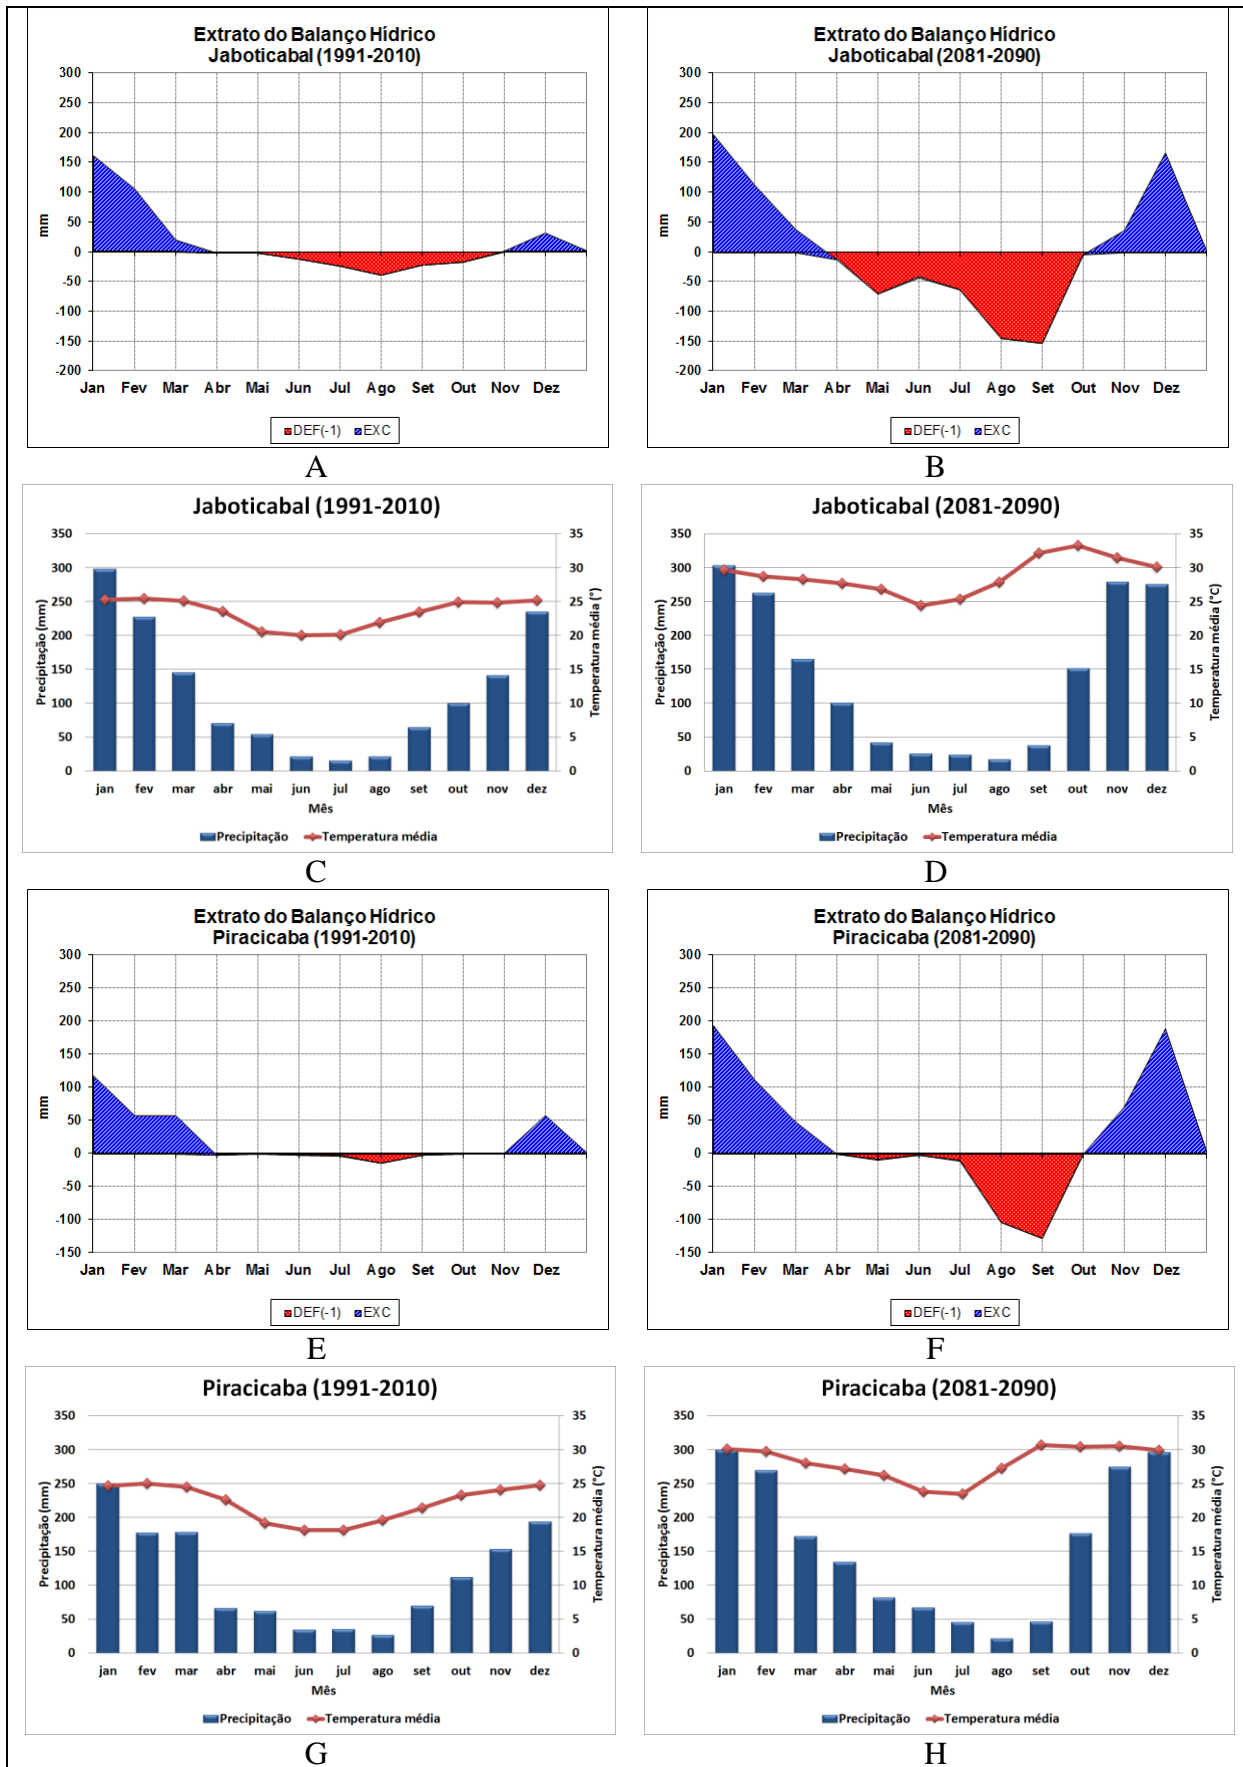 Extrato do Balanço Hídrico
Jaboticabal (1991-2010)
300
250
200
150
100
50
0
-50
-100
-150
-200
mm
Jan Fev Mar Abr Mai Jun Jul Ago Set Out Nov Dez
DEF(-1) EXC
A
Extrato do Balanço Hídrico
Jaboticabal (2081-2090)
300
250
200
150
100
50
0
-50
-100
-150
-200
mm
Jan Fev Mar Abr Mai Jun Jul Ago Set Out Nov Dez
DEF(-1) EXC
B
Jaboticabal (1991-2010)
350 35
300 30
250 25
200 20
150 15
100 10
50 5
0 0
Precipitação (mm)
Temperatura média (°)
jan fev mar abr mai jun jul ago set out nov dez
Mês
Precipitação Temperatura média
C
Jaboticabal (2081-2090)
350 35
300 30
250 25
200 20
150 15
100 10
50 5
0 0
Precipitação (mm)
Temperatura média (°C)
jan fev mar abr mai jun jul ago set out nov dez
Mês
Precipitação Temperatura média
D
Extrato do Balanço Hídrico
Piracicaba (1991-2010)
300
250
200
150
100
50
0
-50
-100
-150
mm
Jan Fev Mar Abr Mai Jun Jul Ago Set Out Nov Dez
DEF(-1) EXC
E
Extrato do Balanço Hídrico
Piracicaba (2081-2090)
300
250
200
150
100
50
0
-50
-100
-150
mm
Jan Fev Mar Abr Mai Jun Jul Ago Set Out Nov Dez
DEF(-1) EXC
F
Piracicaba (1991-2010)
350 35
300 30
250 25
200 20
150 15
100 10
50 5
0 0
Precipitação (mm)
Temperatura média (°C)
jan fev mar abr mai jun jul ago set out nov dez
Mês
Precipitação Temperatura média
G
Piracicaba (2081-2090)
350 35
300 30
250 25
200 20
150 15
100 10
50 5
0 0
Precipitação (mm)
Temperatura média (°C)
jan fev mar abr mai jun jul ago set out nov dez
Mês
Precipitação Temperatura média
H